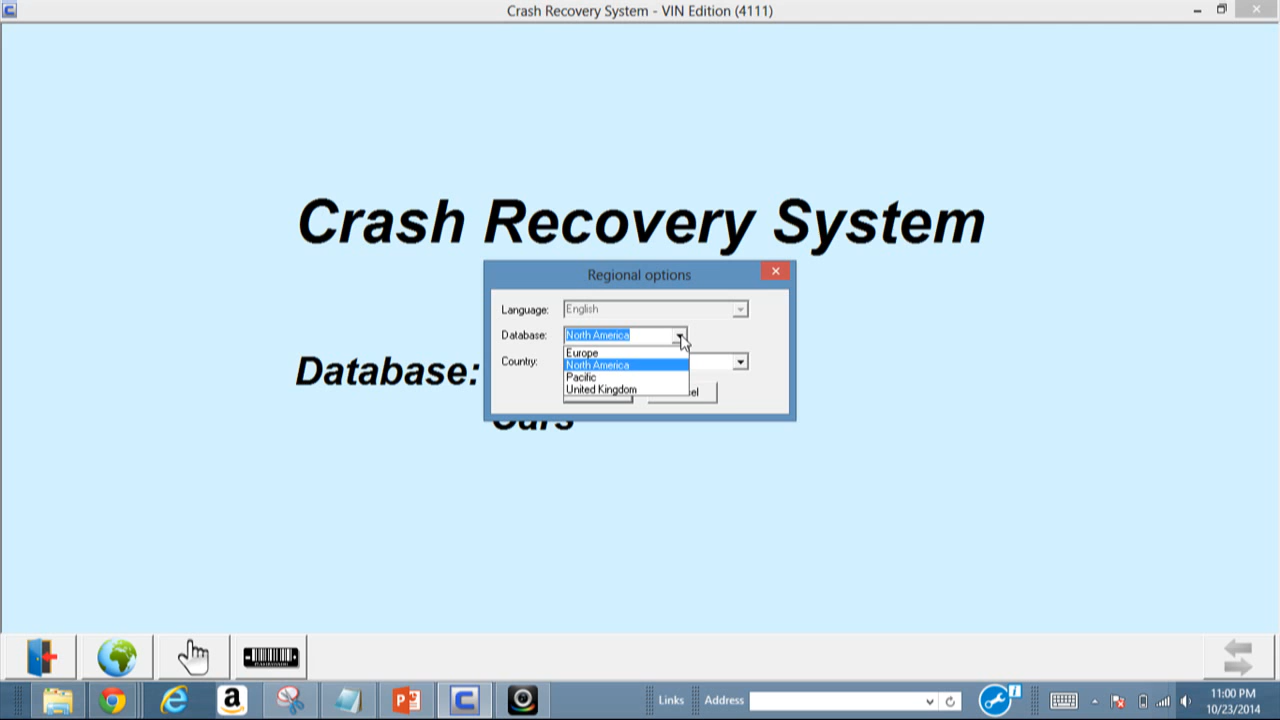 Crash Recovery System - VIN Edition (4111)
Crash Recovery System
Regional options
Language: English
Database: North America
Europe
North America
Pacific
United Kingdom
Country:
Database:
Links Address
11:00 PM
10/23/2014